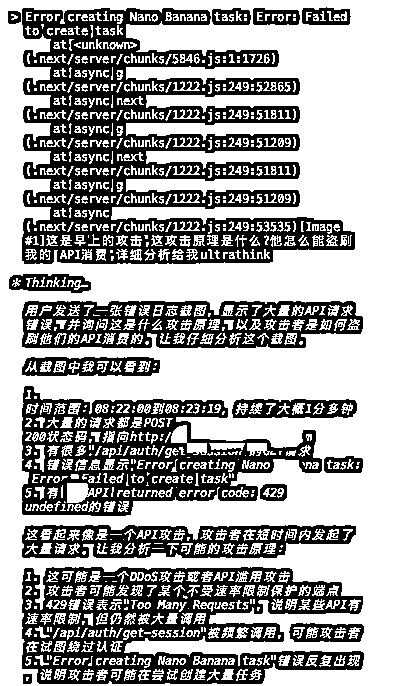 > Error creating Nano Banana task: Error: Failed
to create task
at <unknown>
(.next/server/chunks/5846.js:1:1726)
at async g
(.next/server/chunks/1222.js:249:52865)
at async next
(.next/server/chunks/1222.js:249:51811)
at async g
(.next/server/chunks/1222.js:249:51209)
at async next
(.next/server/chunks/1222.js:249:51811)
at async g
(.next/server/chunks/1222.js:249:51209)
at async
(.next/server/chunks/1222.js:249:53535)[Image
#1]这是早上的攻击,这攻击原理是什么?他怎么能盗刷
我的 API消费,详细分析给我ultrathink
* Thinking…
用户发送了一张错误日志截图,显示了大量的API请求
错误,并询问这是什么攻击原理,以及攻击者是如何盗
刷他们的API消费的。让我仔细分析这个截图。
从截图中我可以看到:
1.
时间范围:08:22:00到08:23:19,持续了大概1分多钟
2. 大量的请求都是POST
200状态码,指向http:/
3. 有很多"/api/auth/get-session"的 请求
4. 错误信息显示"Error creating Nano na task:
Error: Failed to create task"
5. 有 API returned error code: 429
undefined的错误
这看起来像是一个API攻击,攻击者在短时间内发起了
大量请求。让我分析一下可能的攻击原理:
1. 这可能是一个DDoS攻击或者API滥用攻击
2. 攻击者可能发现了某个不受速率限制保护的端点
3. 429错误表示"Too Many Requests",说明某些API有
速率限制,但仍然被大量调用
4. "/api/auth/get-session"被频繁调用,可能攻击者
在试图绕过认证
5. "Error creating Nano Banana task"错误反复出现
,说明攻击者可能在尝试创建大量任务